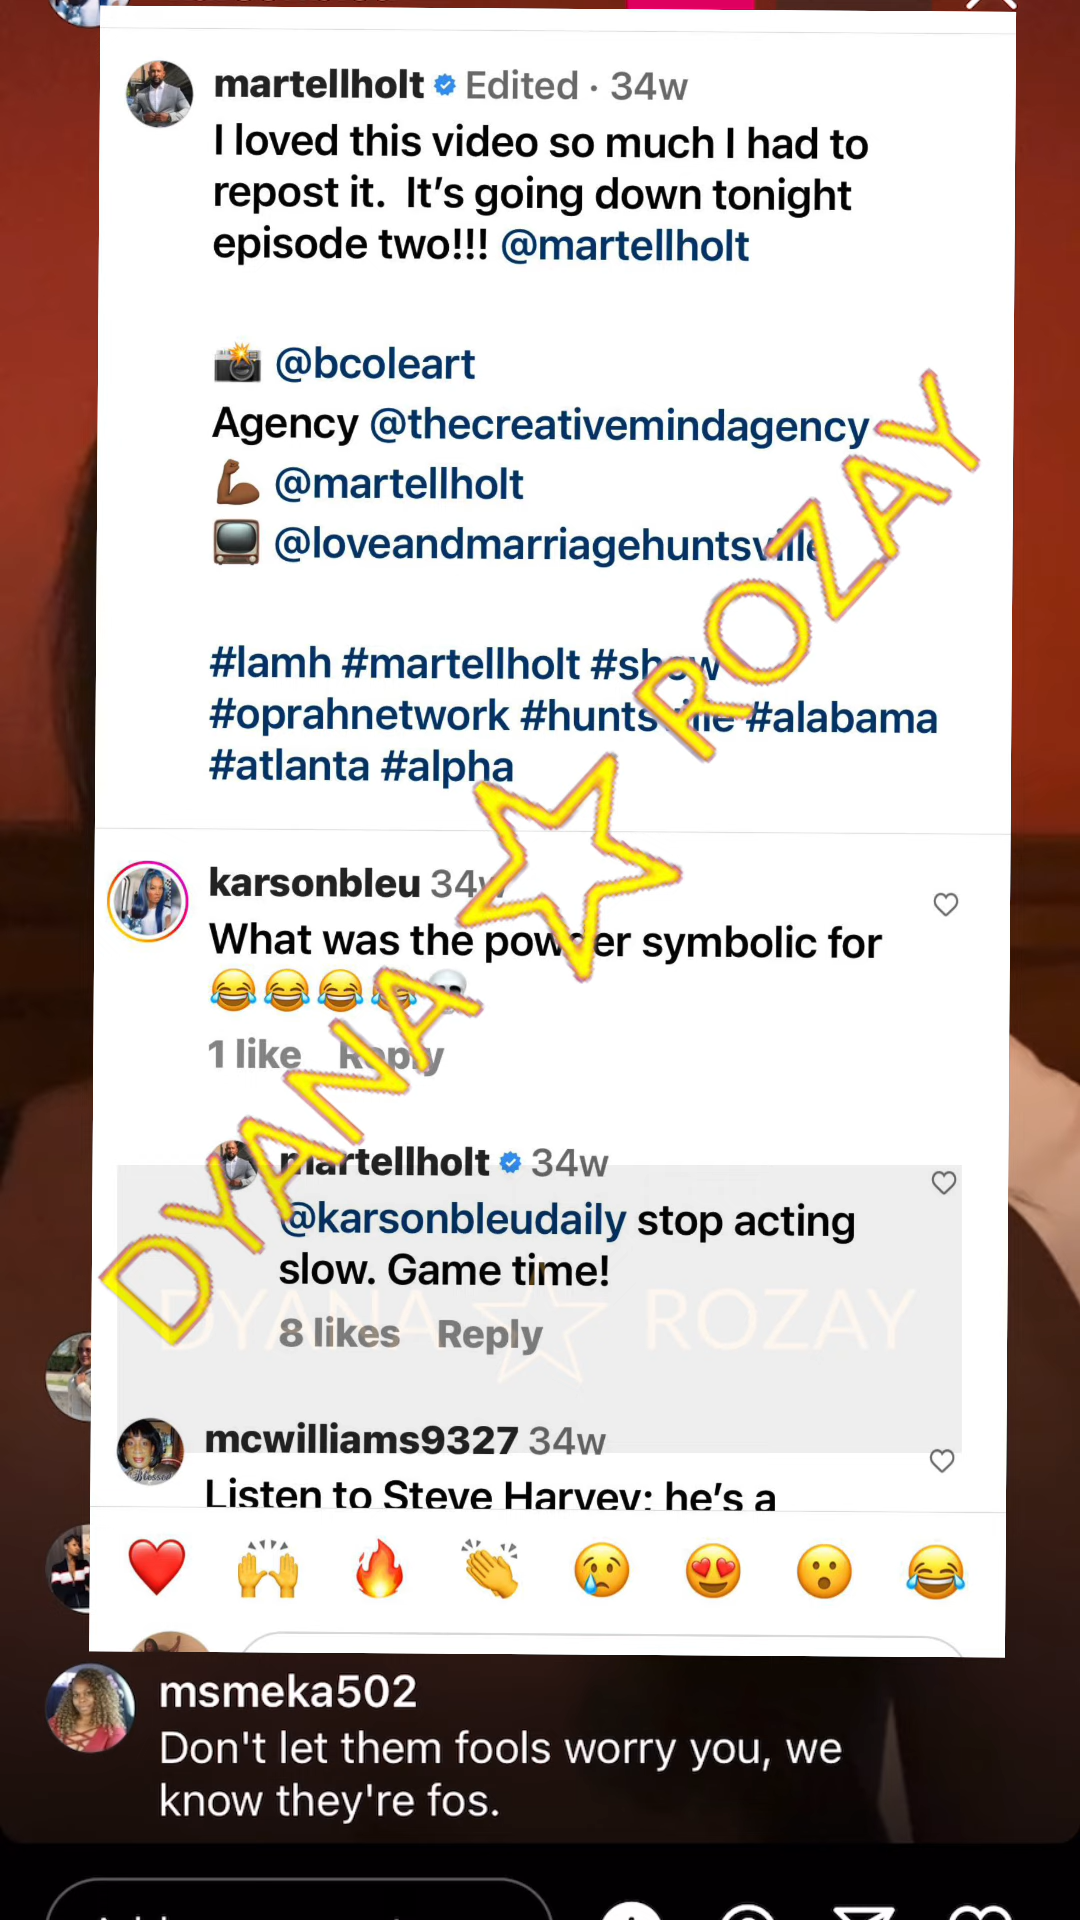 martellholt Edited · 34w
I loved this video so much I had to
repost it. It's going down tonight
episode two!!! @martellholt
📸 @bcoleart
Agency @thecreativemindagency
💪🏾 @martellholt
📺 @loveandmarriagehuntsville
#lamh #martellholt #show
#oprahnetwork #huntsville #alabama
#atlanta #alpha
karsonbleu 34w
What was the powder symbolic for
😂😂😂😂💀
1 like Reply
martellholt 34w
@karsonbleudaily stop acting
slow. Game time!
8 likes Reply
mcwilliams9327 34w
Listen to Steve Harvey; he's a
❤️ 🙌 🔥 👏 😢 😍 😮 😂
DYANA ☆ ROZAY
DYANA ☆ ROZAY
msmeka502
Don't let them fools worry you, we
know they're fos.